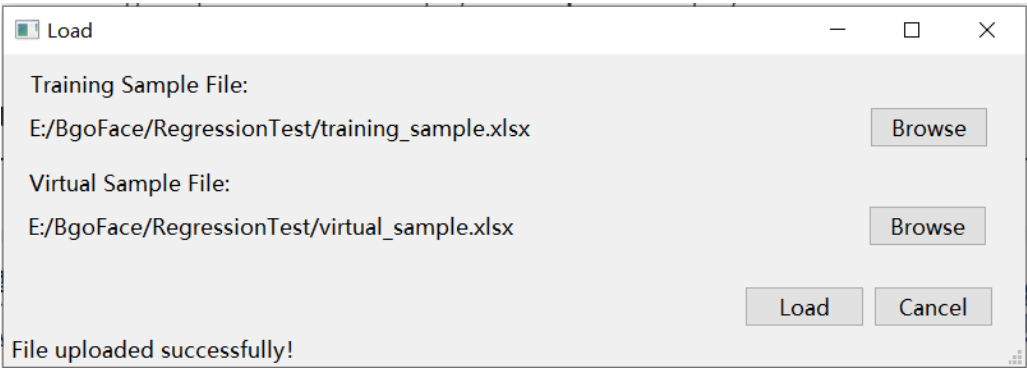 Load
Training Sample File:
E:/BgoFace/RegressionTest/training_sample.xlsx
Browse
Virtual Sample File:
E:/BgoFace/RegressionTest/virtual_sample.xlsx
Browse
Load
Cancel
File uploaded successfully!